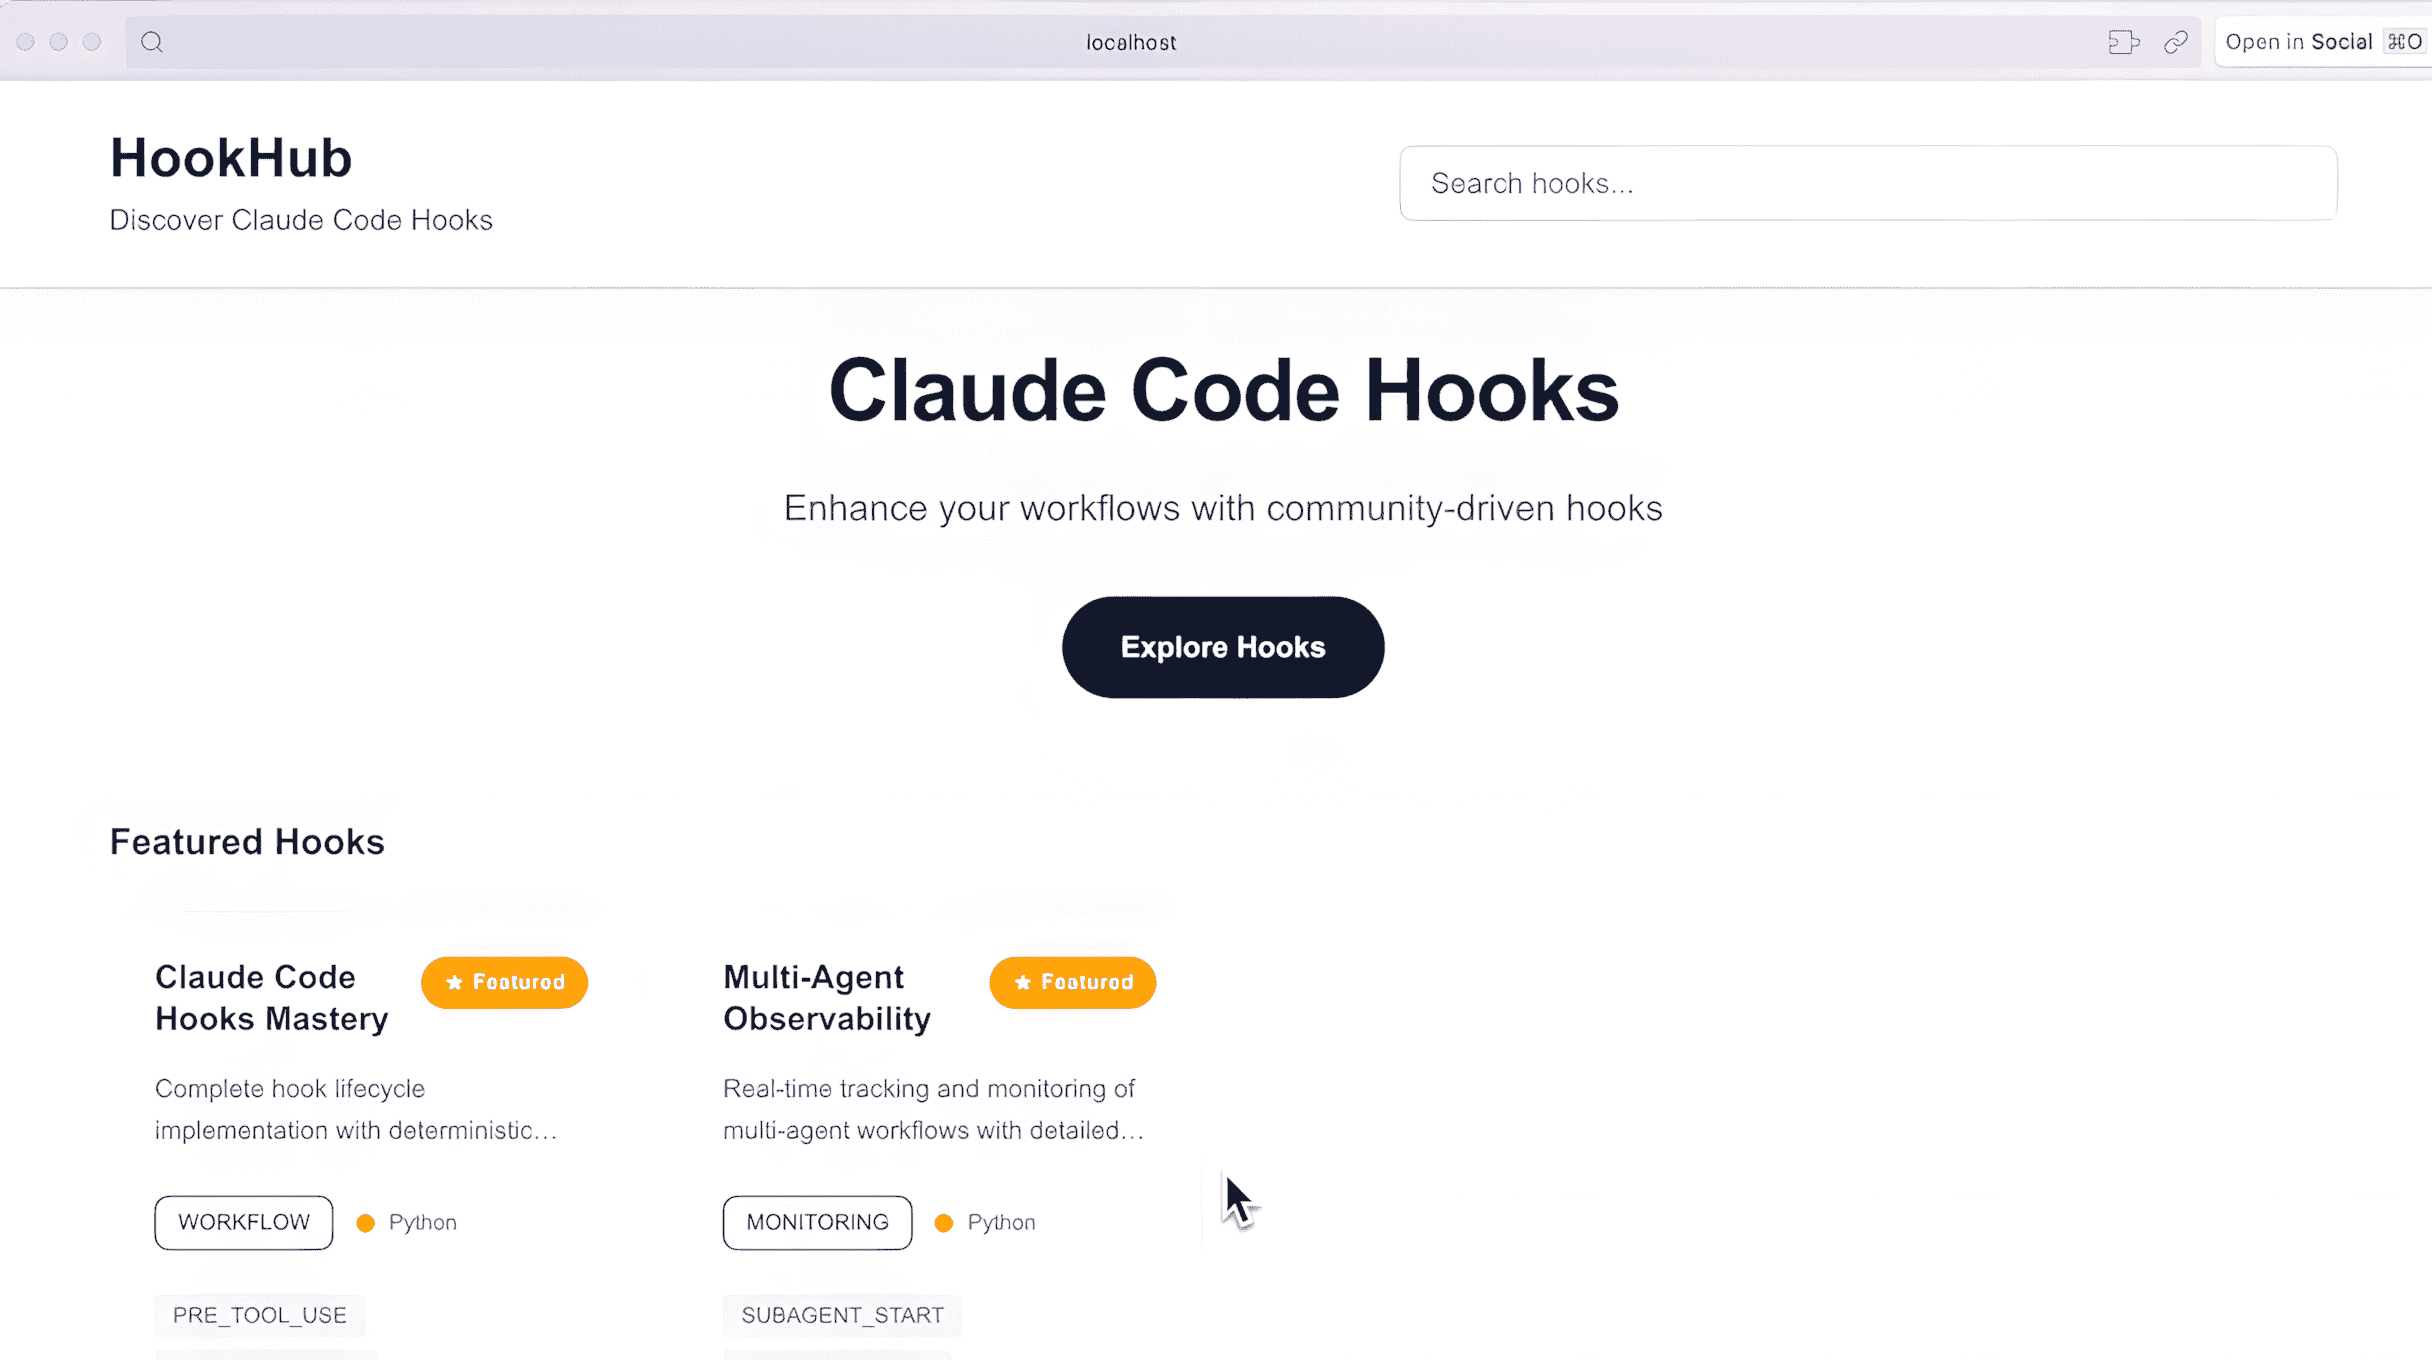 localhost
Open in Social ⌘O
HookHub
Discover Claude Code Hooks
Search hooks...
Claude Code Hooks
Enhance your workflows with community-driven hooks
Explore Hooks
Featured Hooks
Claude Code
Hooks Mastery
★ Featured
Complete hook lifecycle
implementation with deterministic...
WORKFLOW
Python
PRE_TOOL_USE
Multi-Agent
Observability
★ Featured
Real-time tracking and monitoring of
multi-agent workflows with detailed...
MONITORING
Python
SUBAGENT_START